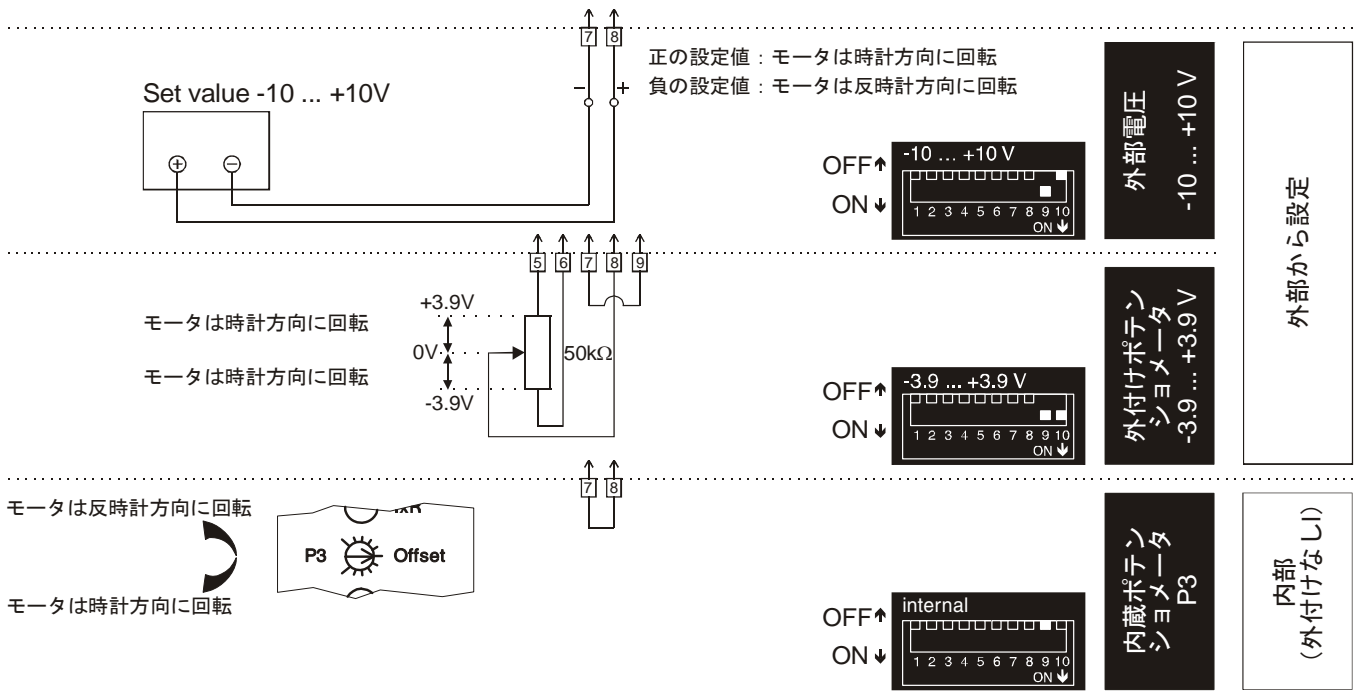 7 8
正の設定値：モータは時計方向に回転
- +
負の設定値：モータは反時計方向に回転
Set value -10 ... +10V
+ -
OFF↑
ON↓
-10 ... +10 V
1 2 3 4 5 6 7 8 9 10
ON↓
外部電圧
-10 ... +10 V
外部から設定
5 6 7 8 9
+3.9V
モータは時計方向に回転
0V
50kΩ
モータは時計方向に回転
-3.9V
OFF↑
ON↓
-3.9 ... +3.9 V
1 2 3 4 5 6 7 8 9 10
ON↓
外付けポテン
ショメータ
-3.9 ... +3.9 V
7 8
モータは反時計方向に回転
P3 Offset
モータは時計方向に回転
OFF↑
ON↓
internal
1 2 3 4 5 6 7 8 9 10
ON↓
内蔵ポテン
ショメータ
P3
内部
（外付けなし）